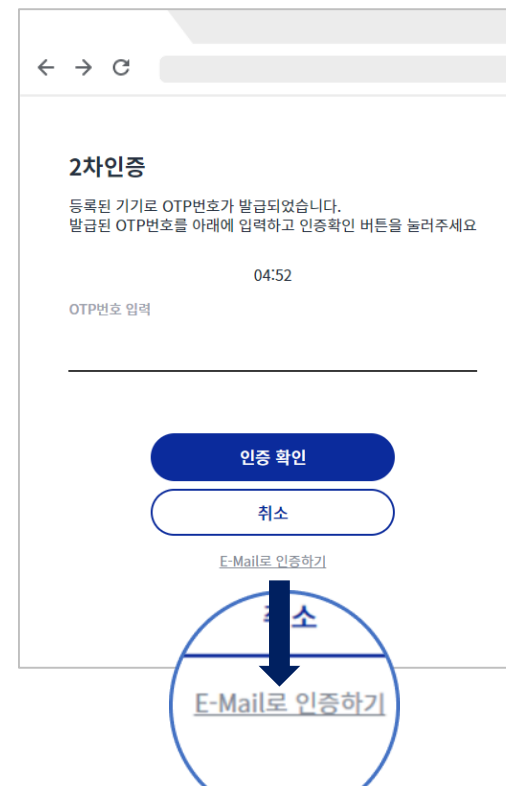 2차인증
등록된 기기로 OTP번호가 발급되었습니다.
발급된 OTP번호를 아래에 입력하고 인증확인 버튼을 눌러주세요
04:52
OTP번호 입력
인증 확인
취소
E-Mail로 인증하기
소
E-Mail로 인증하기